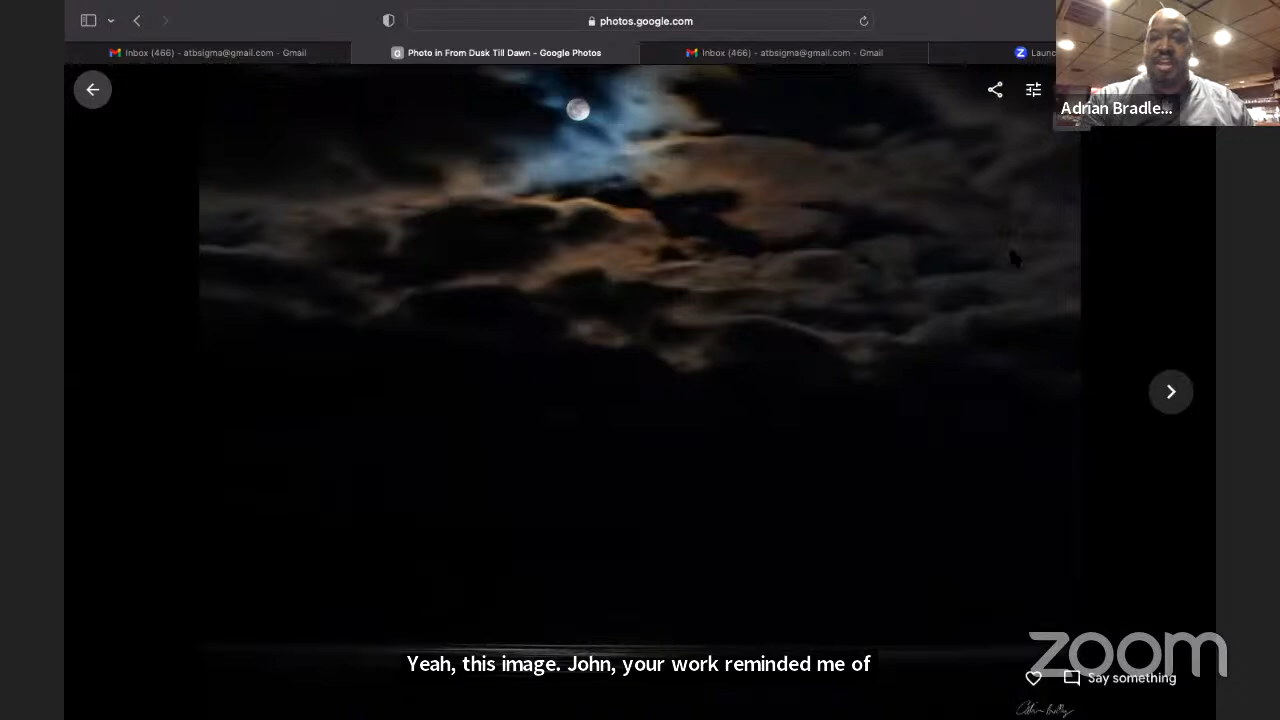 photos.google.com
Inbox (466) - atbsigma@gmail.com - Gmail
Photo in From Dusk Till Dawn - Google Photos
Inbox (466) - atbsigma@gmail.com - Gmail
Launc
Adrian Bradle...
Yeah, this image. John, your work reminded me of
zoom
Say something